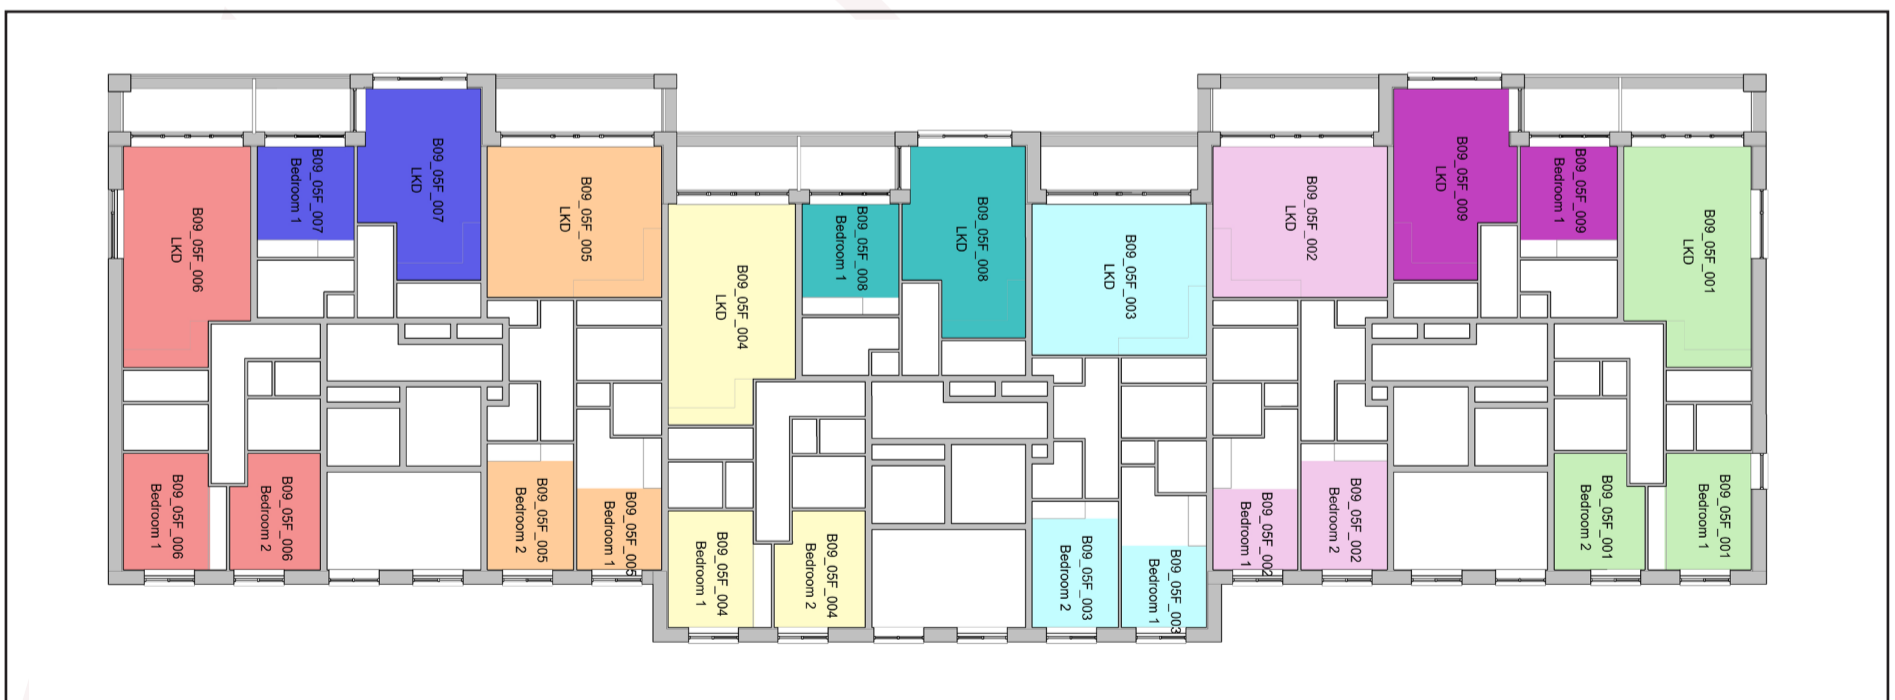 B09_05F_006
LKD
B09_05F_007
Bedroom 1
B09_05F_007
LKD
B09_05F_005
LKD
B09_05F_004
LKD
B09_05F_008
Bedroom 1
B09_05F_008
LKD
B09_05F_003
LKD
B09_05F_002
LKD
B09_05F_009
LKD
B09_05F_009
Bedroom 1
B09_05F_001
LKD
B09_05F_006
Bedroom 1
B09_05F_006
Bedroom 2
B09_05F_005
Bedroom 2
B09_05F_005
Bedroom 1
B09_05F_004
Bedroom 1
B09_05F_004
Bedroom 2
B09_05F_003
Bedroom 2
B09_05F_003
Bedroom 1
B09_05F_002
Bedroom 1
B09_05F_002
Bedroom 2
B09_05F_001
Bedroom 2
B09_05F_001
Bedroom 1